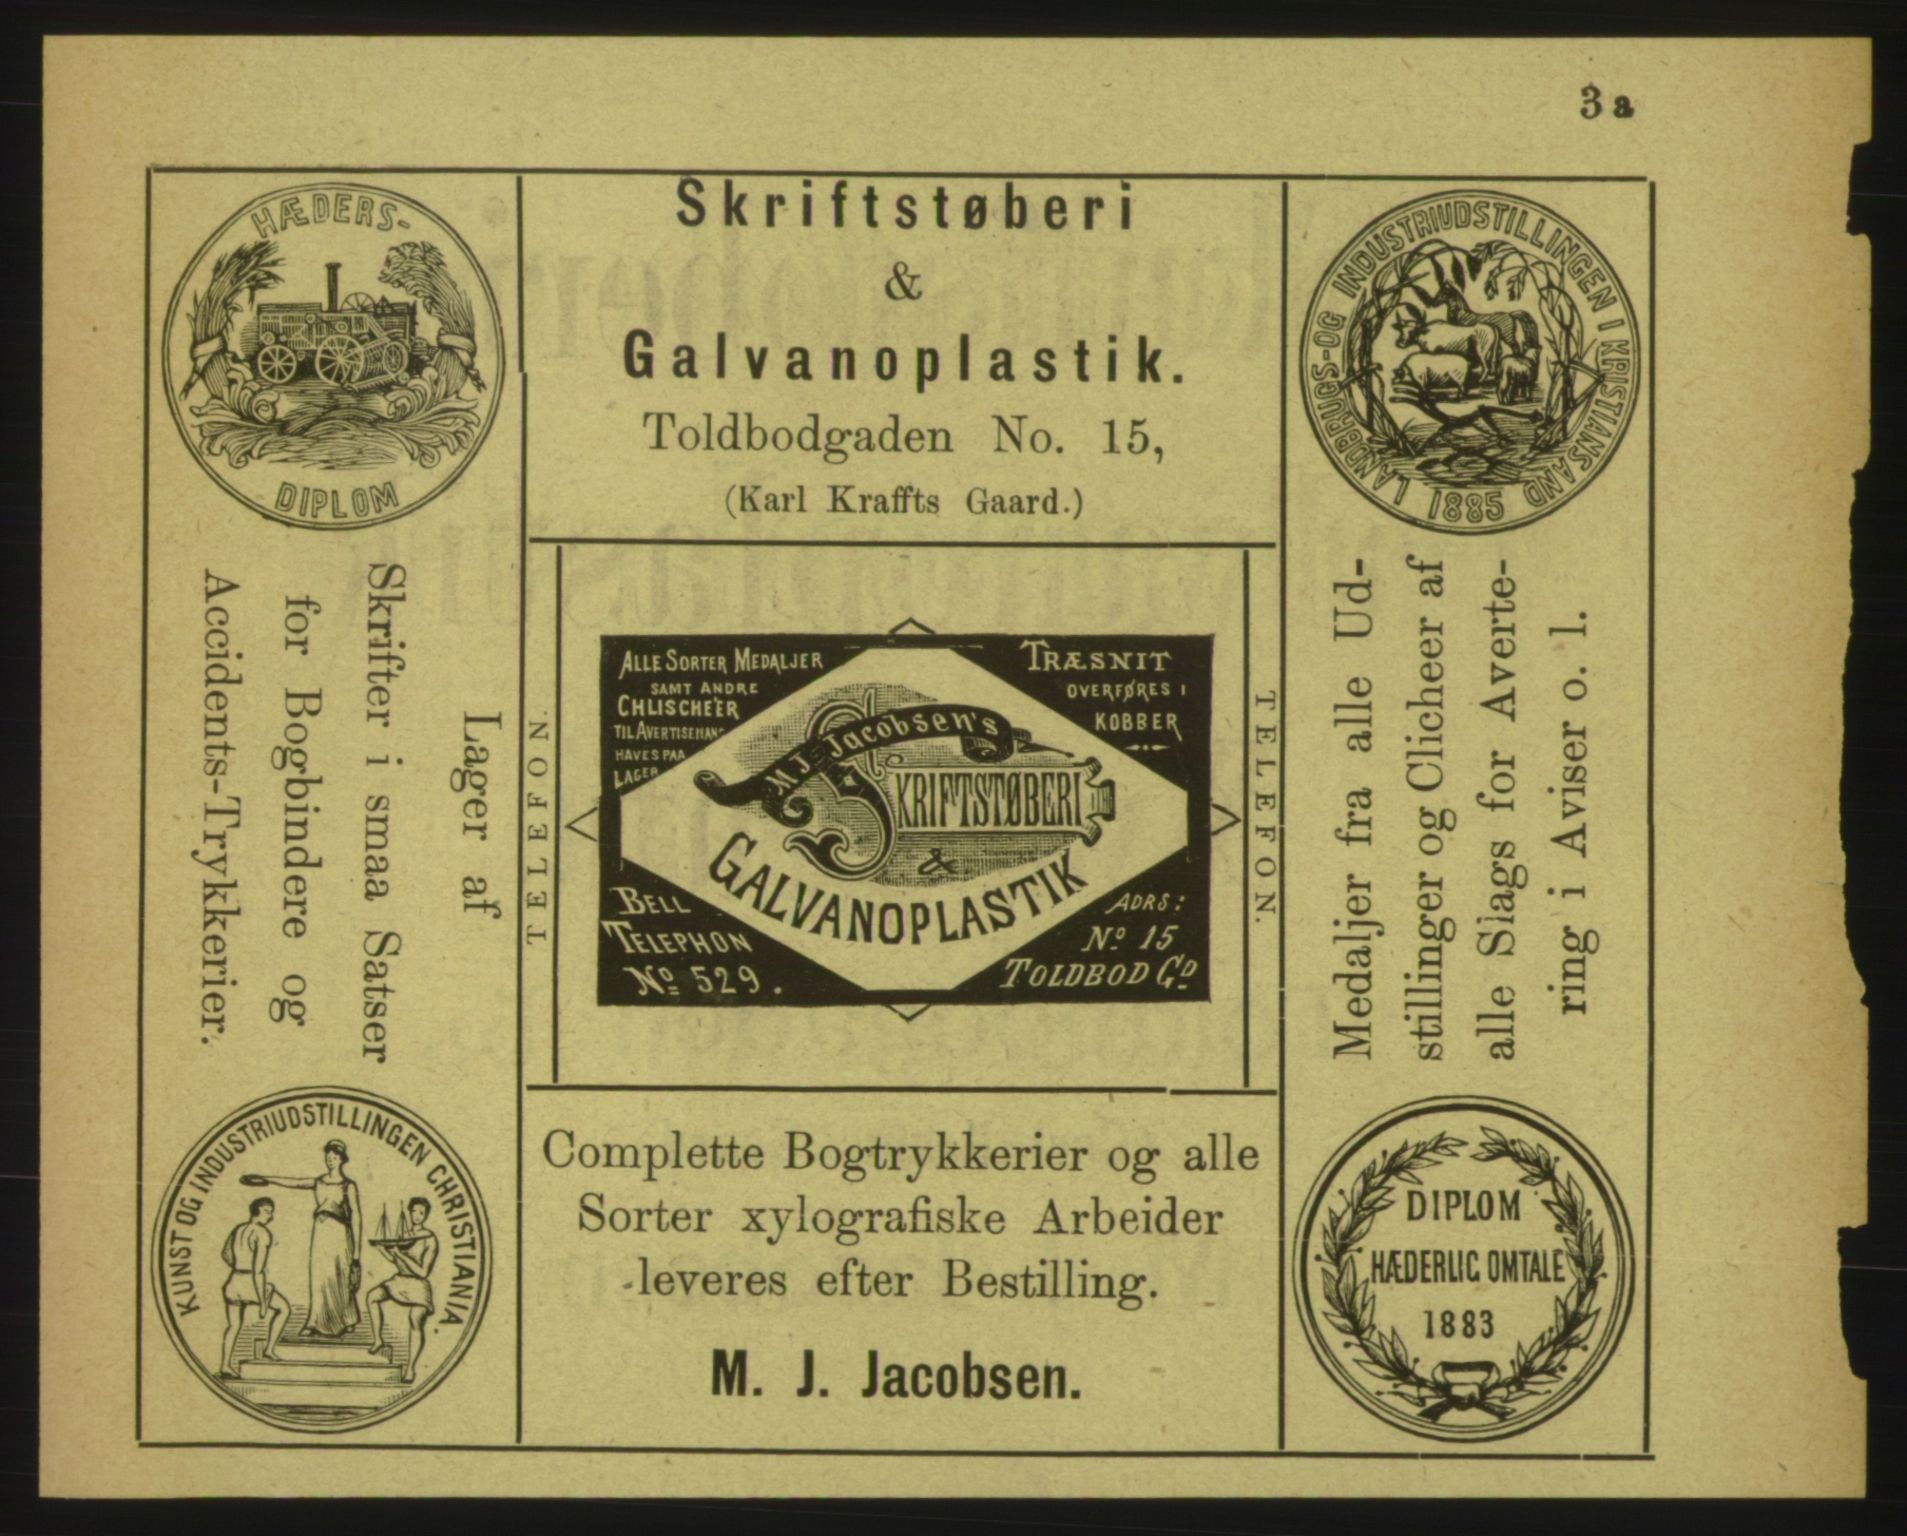 3 a
HÆDERS-
DIPLOM
Lager af
Skrifter i smaa Satser
for Bogbindere og
Accidents-Trykkerier.
KUNST OG INDUSTRIUDSTILLINGEN CHRISTIANIA.
Skriftstøberi
&
Galvanoplastik.
Toldbodgaden No. 15,
(Karl Kraffts Gaard.)
TELEFON.
ALLE SORTER MEDALJER
SAMT ANDRE
CHLISCHEER
TIL AVERTISEMAN
HAVES PAA
LAGER
TRÆSNIT
OVERFØRES I
KOBBER
M J Jacobsen's
SKRIFTSTØBERI
&
GALVANOPLASTIK
BELL
TELEPHON
No 529.
ADRS:
No 15
TOLDBOD GD
TELEFON.
Complette Bogtrykkerier og alle
Sorter xylografiske Arbeider
leveres efter Bestilling.
M. J. Jacobsen.
LANDBRUGS-OG INDUSTRIUDSTILLINGEN I KRISTIANSAND
1885
Medaljer fra alle Ud-
stillinger og Clicheer af
alle Slags for Averte-
ring i Aviser o. l.
DIPLOM
HÆDERLIG OMTALE
1883